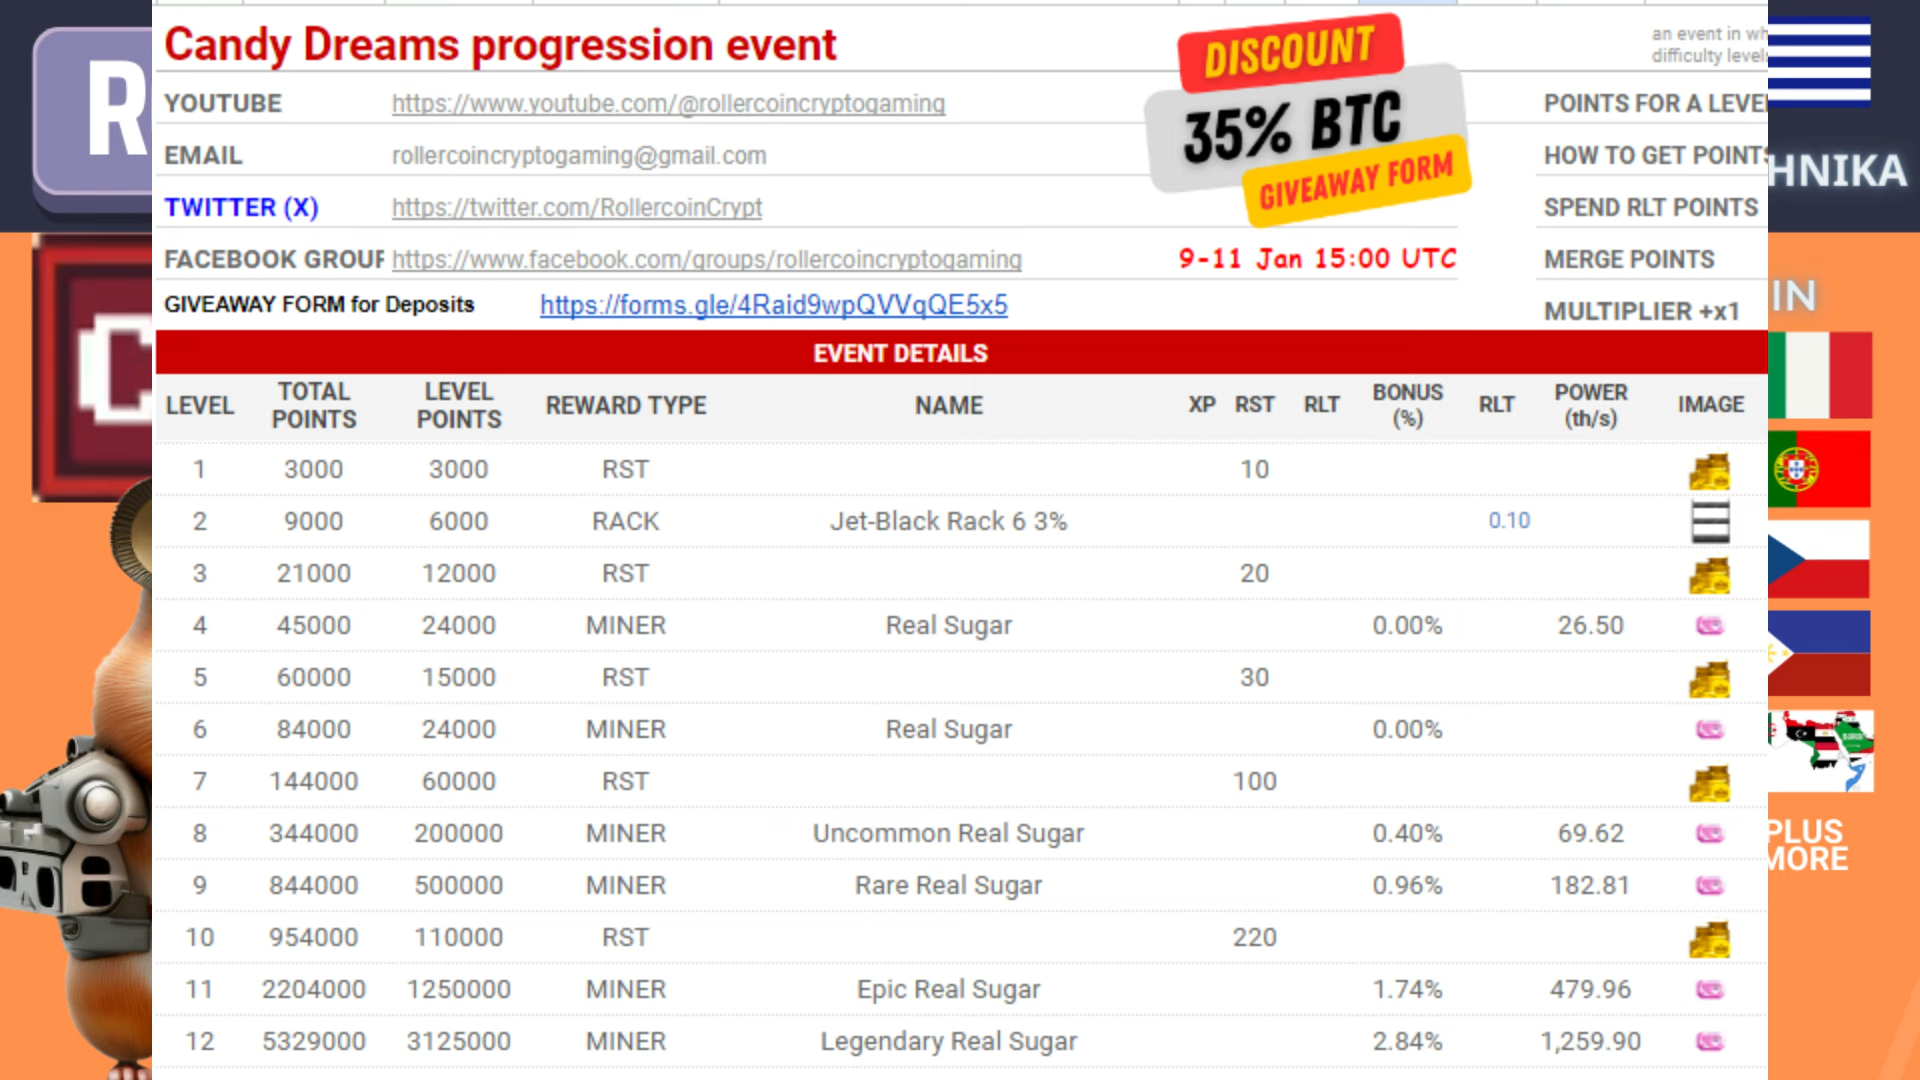 R
Candy Dreams progression event
DISCOUNT
35% BTC
GIVEAWAY FORM
an event in wh
difficulty level
YOUTUBE https://www.youtube.com/@rollercoincryptogaming POINTS FOR A LEVE
EMAIL rollercoincryptogaming@gmail.com HOW TO GET POINTS
HNIKA
TWITTER (X) https://twitter.com/RollercoinCrypt SPEND RLT POINTS
FACEBOOK GROUP https://www.facebook.com/groups/rollercoincryptogaming 9-11 Jan 15:00 UTC MERGE POINTS
IN
GIVEAWAY FORM for Deposits https://forms.gle/4Raid9wpQVVqQE5x5 MULTIPLIER +x1
EVENT DETAILS
LEVEL TOTAL POINTS LEVEL POINTS REWARD TYPE NAME XP RST RLT BONUS (%) RLT POWER (th/s) IMAGE
1 3000 3000 RST 10
2 9000 6000 RACK Jet-Black Rack 6 3% 0.10
3 21000 12000 RST 20
4 45000 24000 MINER Real Sugar 0.00% 26.50
5 60000 15000 RST 30
6 84000 24000 MINER Real Sugar 0.00%
7 144000 60000 RST 100
8 344000 200000 MINER Uncommon Real Sugar 0.40% 69.62
9 844000 500000 MINER Rare Real Sugar 0.96% 182.81
10 954000 110000 RST 220
11 2204000 1250000 MINER Epic Real Sugar 1.74% 479.96
12 5329000 3125000 MINER Legendary Real Sugar 2.84% 1,259.90
PLUS
MORE